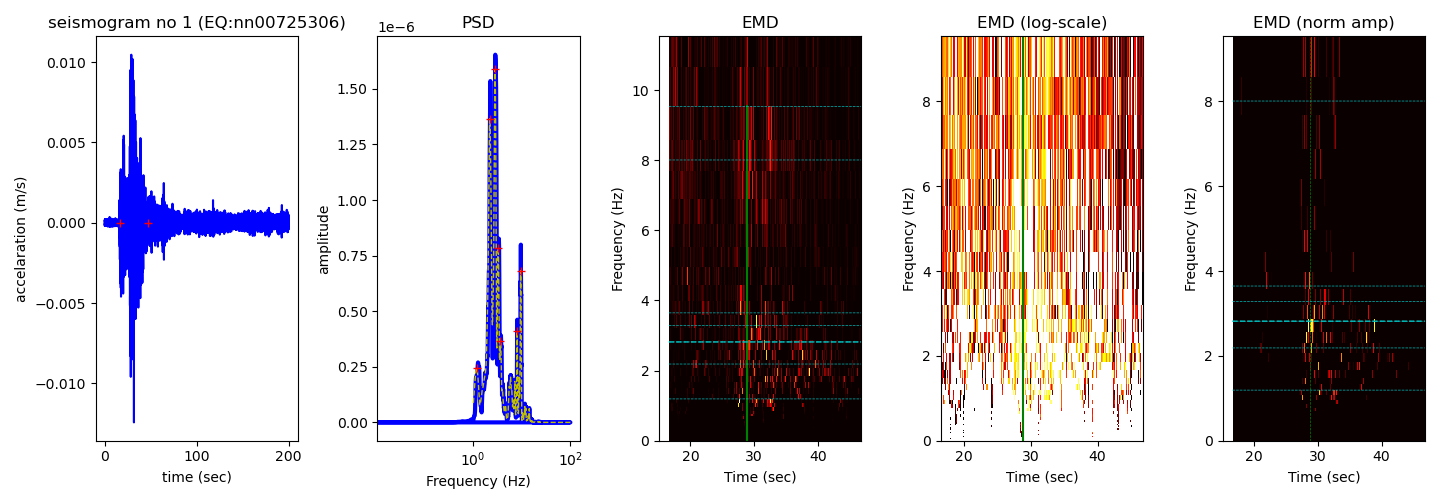 seismogram no 1 (EQ:nn00725306)
accelaration (m/s)
0.010
0.005
0.000
−0.005
−0.010
0
100
200
time (sec)
PSD
1e−6
amplitude
1.50
1.25
1.00
0.75
0.50
0.25
0.00
10^0
10^2
Frequency (Hz)
EMD
Frequency (Hz)
10
8
6
4
2
0
20
30
40
Time (sec)
EMD (log-scale)
Frequency (Hz)
8
6
4
2
0
20
30
40
Time (sec)
EMD (norm amp)
Frequency (Hz)
8
6
4
2
0
20
30
40
Time (sec)